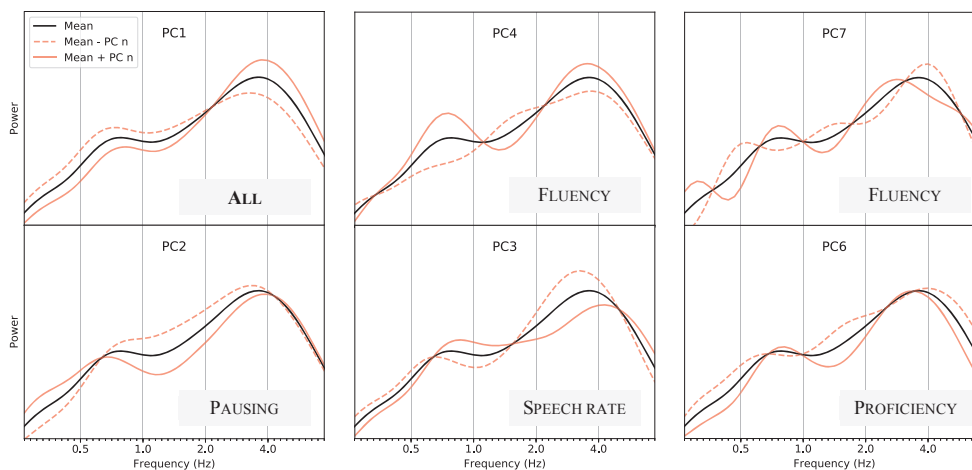 PC1
Mean
Mean - PC n
Mean + PC n
Power
ALL
PC4
FLUENCY
PC7
FLUENCY
PC2
Power
PAUSING
0.5 1.0 2.0 4.0
Frequency (Hz)
PC3
SPEECH RATE
0.5 1.0 2.0 4.0
Frequency (Hz)
PC6
PROFICIENCY
0.5 1.0 2.0 4.0
Frequency (Hz)